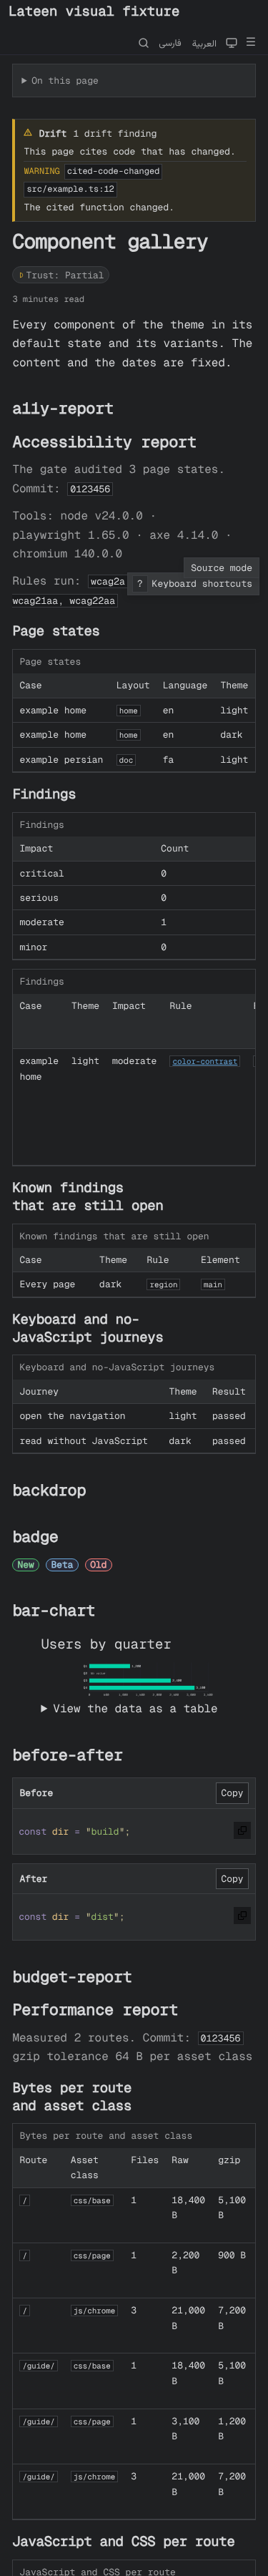 Lateen visual fixture
فارسی العربية
On this page
Drift 1 drift finding
This page cites code that has changed.
WARNING cited-code-changed
src/example.ts:12
The cited function changed.
Component gallery
Trust: Partial
3 minutes read
Every component of the theme in its
default state and its variants. The
content and the dates are fixed.
a11y-report
Accessibility report
The gate audited 3 page states.
Commit: 0123456
Tools: node v24.0.0 ·
playwright 1.65.0 · axe 4.14.0 ·
chromium 140.0.0
Source mode
Rules run: wcag2a
? Keyboard shortcuts
wcag21aa, wcag22aa
Page states
Page states
Case Layout Language Theme
example home home en light
example home home en dark
example persian doc fa light
Findings
Findings
Impact Count
critical 0
serious 0
moderate 1
minor 0
Findings
Case Theme Impact Rule
example light moderate color-contrast
home
Known findings
that are still open
Known findings that are still open
Case Theme Rule Element
Every page dark region main
Keyboard and no-
JavaScript journeys
Keyboard and no-JavaScript journeys
Journey Theme Result
open the navigation light passed
read without JavaScript dark passed
backdrop
badge
New Beta Old
bar-chart
Users by quarter
View the data as a table
before-after
Before Copy
const dir = "build";
After Copy
const dir = "dist";
budget-report
Performance report
Measured 2 routes. Commit: 0123456
gzip tolerance 64 B per asset class
Bytes per route
and asset class
Bytes per route and asset class
Route Asset Files Raw gzip
class
/ css/base 1 18,400 5,100
B B
/ css/page 1 2,200 900 B
B
/ js/chrome 3 21,000 7,200
B B
/guide/ css/base 1 18,400 5,100
B B
/guide/ css/page 1 3,100 1,200
B B
/guide/ js/chrome 3 21,000 7,200
B B
JavaScript and CSS per route
JavaScript and CSS per route